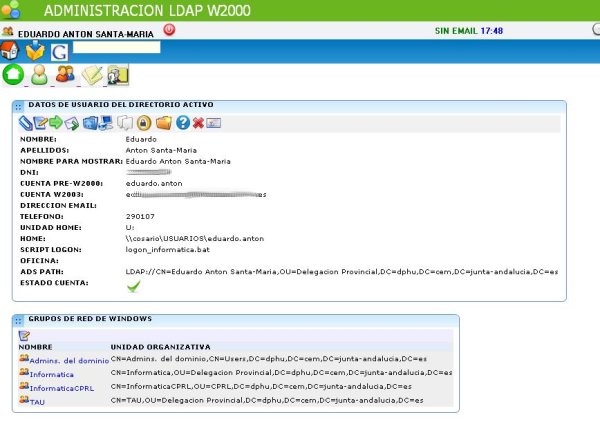 ADMINISTRACION LDAP W2000
EDUARDO ANTON SANTA-MARIA
SIN EMAIL 17:48
G
DATOS DE USUARIO DEL DIRECTORIO ACTIVO
NOMBRE: Eduardo
APELLIDOS: Anton Santa-Maria
NOMBRE PARA MOSTRAR: Eduardo Anton Santa-Maria
DNI:
CUENTA PRE-W2000: eduardo.anton
CUENTA W2003: es
DIRECCION EMAIL:
TELEFONO: 290107
UNIDAD HOME: U:
HOME: \\cosario\USUARIOS\eduardo.anton
SCRIPT LOGON: logon_informatica.bat
OFICINA:
ADS PATH: LDAP://CN=Eduardo Anton Santa-Maria,OU=Delegacion Provincial,DC=dphu,DC=cem,DC=junta-andalucia,DC=es
ESTADO CUENTA:
GRUPOS DE RED DE WINDOWS
NOMBRE UNIDAD ORGANIZATIVA
Admins. del dominio CN=Admins. del dominio,CN=Users,DC=dphu,DC=cem,DC=junta-andalucia,DC=es
Informatica CN=Informatica,OU=Delegacion Provincial,DC=dphu,DC=cem,DC=junta-andalucia,DC=es
InformaticaCPRL CN=InformaticaCPRL,OU=CPRL,DC=dphu,DC=cem,DC=junta-andalucia,DC=es
TAU CN=TAU,OU=Delegacion Provincial,DC=dphu,DC=cem,DC=junta-andalucia,DC=es